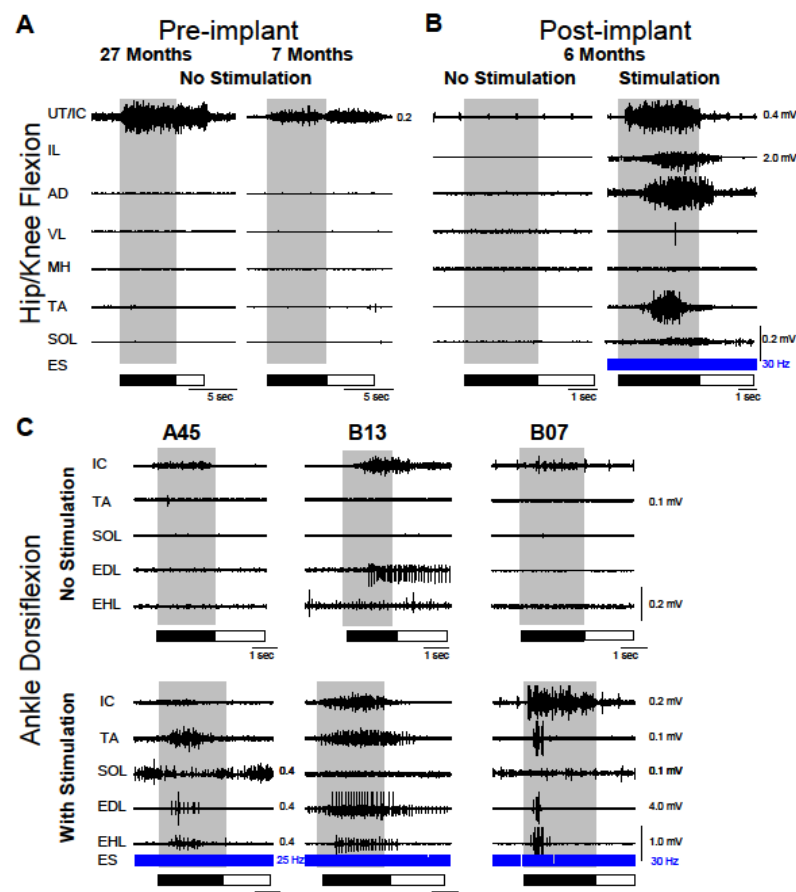 A Pre-implant
27 Months 7 Months
No Stimulation
B Post-implant
6 Months
No Stimulation Stimulation
Hip/Knee Flexion
UT/IC 0.2 0.4 mV
IL 2.0 mV
AD
VL
MH
TA
SOL 0.2 mV
ES 30 Hz
5 sec 5 sec 1 sec 1 sec
C A45 B13 B07
Ankle Dorsiflexion
No Stimulation
IC
TA 0.1 mV
SOL
EDL
EHL 0.2 mV
1 sec 1 sec 1 sec
With Stimulation
IC 0.2 mV
TA 0.1 mV
SOL 0.4 0.1 mV
EDL 0.4 4.0 mV
EHL 0.4 1.0 mV
ES 25 Hz 30 Hz